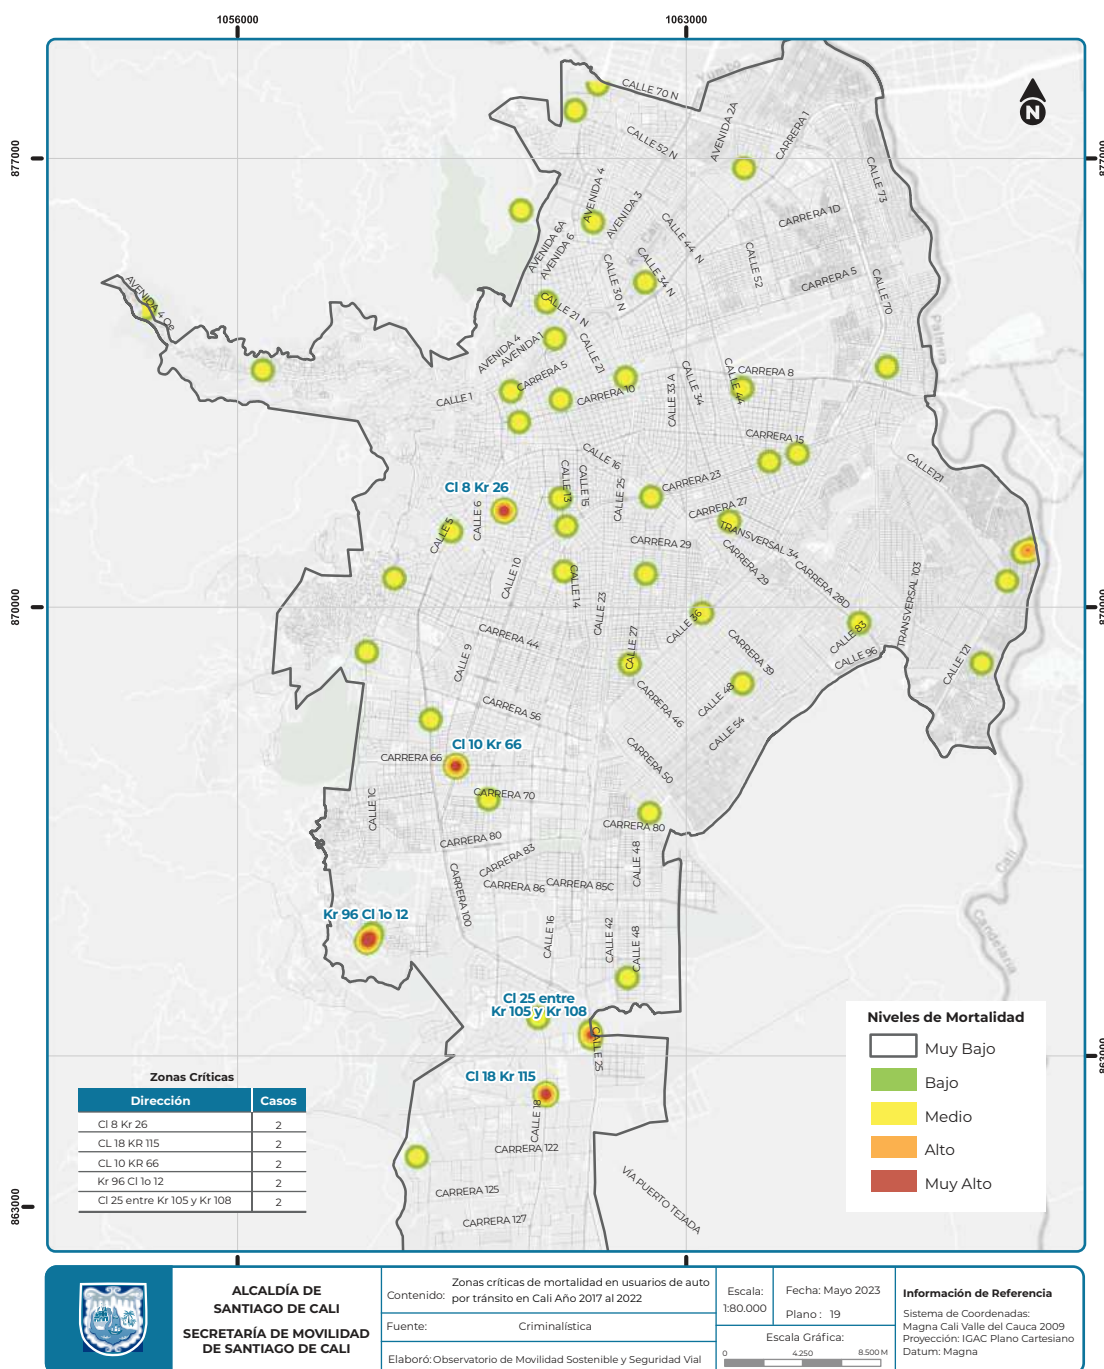 1056000
1063000
877000
877000
870000
870000
863000
863000
N
Yumbo
CALLE 70 N
CALLE 52 N
AVENIDA 2A
CARRERA 1
CALLE 73
AVENIDA 4
AVENIDA 3
CARRERA 1D
AVENIDA 6A
AVENIDA 6
CALLE 44 N
CALLE 34 N
CALLE 30 N
CALLE 52
CARRERA 5
CALLE 70
Palmira
AVENIDA 4 Oe
CALLE 21 N
AVENIDA 4
AVENIDA 1
CALLE 21
CARRERA 5
CARRERA 10
CALLE 1
CALLE 33 A
CALLE 34
CALLE 44
CARRERA 8
CARRERA 15
CALLE 16
CALLE121
CARRERA 23
CALLE 13
CALLE 15
CALLE 25
Cl 8 Kr 26
CALLE 5
CALLE 6
CARRERA 27
TRANSVERSAL 34
CARRERA 29
CARRERA 29
CARRERA 28D
TRANSVERSAL 103
CALLE 10
CALLE 14
CALLE 23
CALLE 27
CALLE 36
CALLE 83
CALLE 96
CALLE 121
CARRERA 44
CALLE 9
CARRERA 39
CARRERA 46
CALLE 48
CALLE 54
CARRERA 56
Cl 10 Kr 66
CARRERA 66
CARRERA 50
CARRERA 70
CALLE 1C
CARRERA 80
CARRERA 80
CARRERA 83
CALLE 48
Cali
CARRERA 86
CARRERA 85C
CARRERA 100
Kr 96 Cl 1o 12
CALLE 16
CALLE 42
CALLE 48
Candelaria
Cl 25 entre
Kr 105 y Kr 108
CALLE 25
Cl 18 Kr 115
CALLE 18
CARRERA 122
CARRERA 125
CARRERA 127
VÍA PUERTO TEJADA
Niveles de Mortalidad
Muy Bajo
Bajo
Medio
Alto
Muy Alto
Zonas Críticas
Dirección Casos
Cl 8 Kr 26 2
CL 18 KR 115 2
CL 10 KR 66 2
Kr 96 Cl 1o 12 2
Cl 25 entre Kr 105 y Kr 108 2
ALCALDÍA DE
SANTIAGO DE CALI
SECRETARÍA DE MOVILIDAD
DE SANTIAGO DE CALI
Contenido: Zonas críticas de mortalidad en usuarios de auto
por tránsito en Cali Año 2017 al 2022
Fuente: Criminalística
Elaboró: Observatorio de Movilidad Sostenible y Seguridad Vial
Escala:
1:80.000
Fecha: Mayo 2023
Plano : 19
Escala Gráfica:
0 4.250 8.500 M
Información de Referencia
Sistema de Coordenadas:
Magna Cali Valle del Cauca 2009
Proyección: IGAC Plano Cartesiano
Datum: Magna